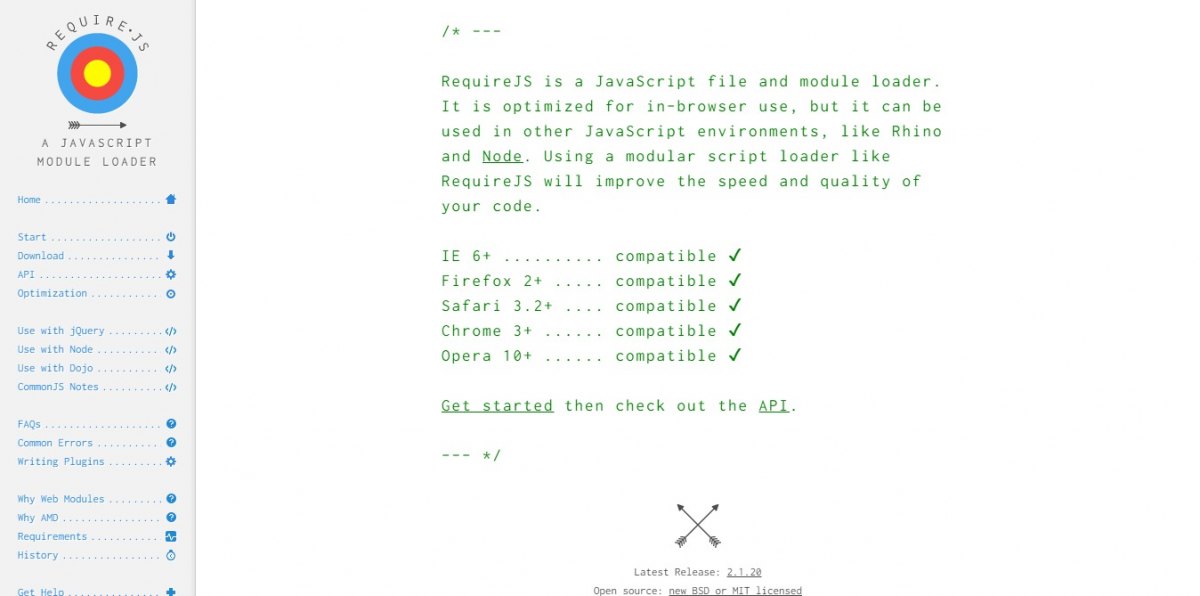 REQUIRE.JS
A JAVASCRIPT
MODULE LOADER
Home ...................
Start ..................
Download ...............
API ....................
Optimization ...........
Use with jQuery .........
Use with Node ..........
Use with Dojo ..........
CommonJS Notes ..........
FAQs ...................
Common Errors ..........
Writing Plugins .........
Why Web Modules .........
Why AMD ................
Requirements ...........
History ................
Get Help ...............
/* ---
RequireJS is a JavaScript file and module loader.
It is optimized for in-browser use, but it can be
used in other JavaScript environments, like Rhino
and Node. Using a modular script loader like
RequireJS will improve the speed and quality of
your code.
IE 6+ .......... compatible ✓
Firefox 2+ ..... compatible ✓
Safari 3.2+ .... compatible ✓
Chrome 3+ ...... compatible ✓
Opera 10+ ...... compatible ✓
Get started then check out the API.
--- */
Latest Release: 2.1.20
Open source: new BSD or MIT licensed